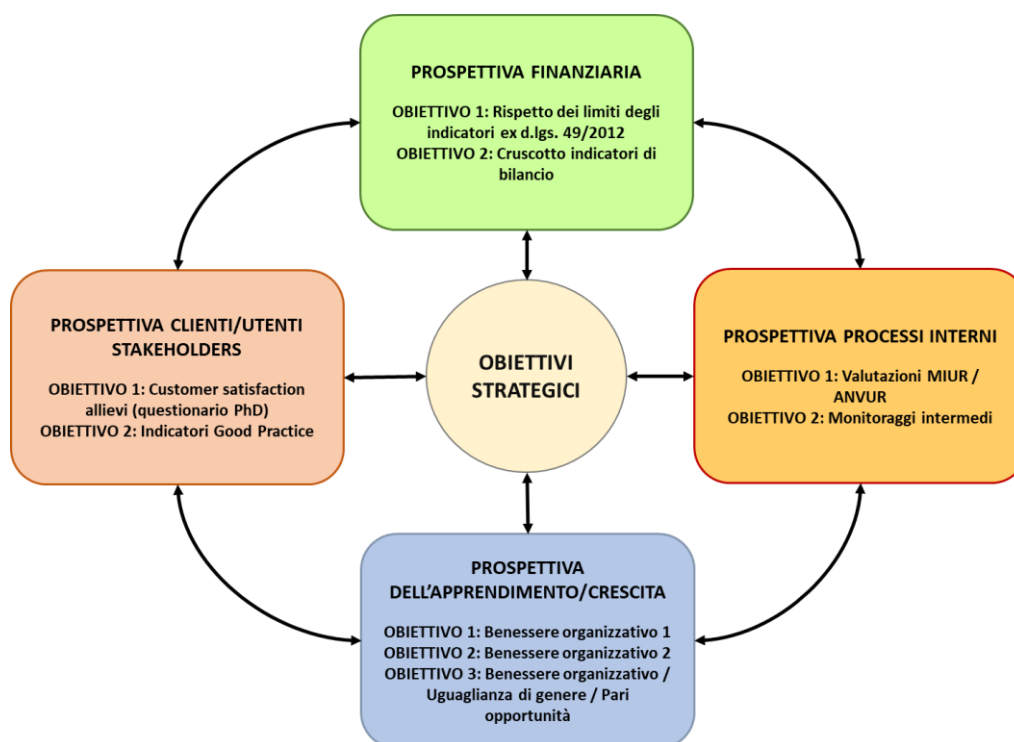 PROSPETTIVA FINANZIARIA
OBIETTIVO 1: Rispetto dei limiti degli
indicatori ex d.lgs. 49/2012
OBIETTIVO 2: Cruscotto indicatori di
bilancio
PROSPETTIVA CLIENTI/UTENTI
STAKEHOLDERS
OBIETTIVO 1: Customer satisfaction
allievi (questionario PhD)
OBIETTIVO 2: Indicatori Good Practice
OBIETTIVI
STRATEGICI
PROSPETTIVA PROCESSI INTERNI
OBIETTIVO 1: Valutazioni MIUR /
ANVUR
OBIETTIVO 2: Monitoraggi intermedi
PROSPETTIVA
DELL’APPRENDIMENTO/CRESCITA
OBIETTIVO 1: Benessere organizzativo 1
OBIETTIVO 2: Benessere organizzativo 2
OBIETTIVO 3: Benessere organizzativo /
Uguaglianza di genere / Pari
opportunità